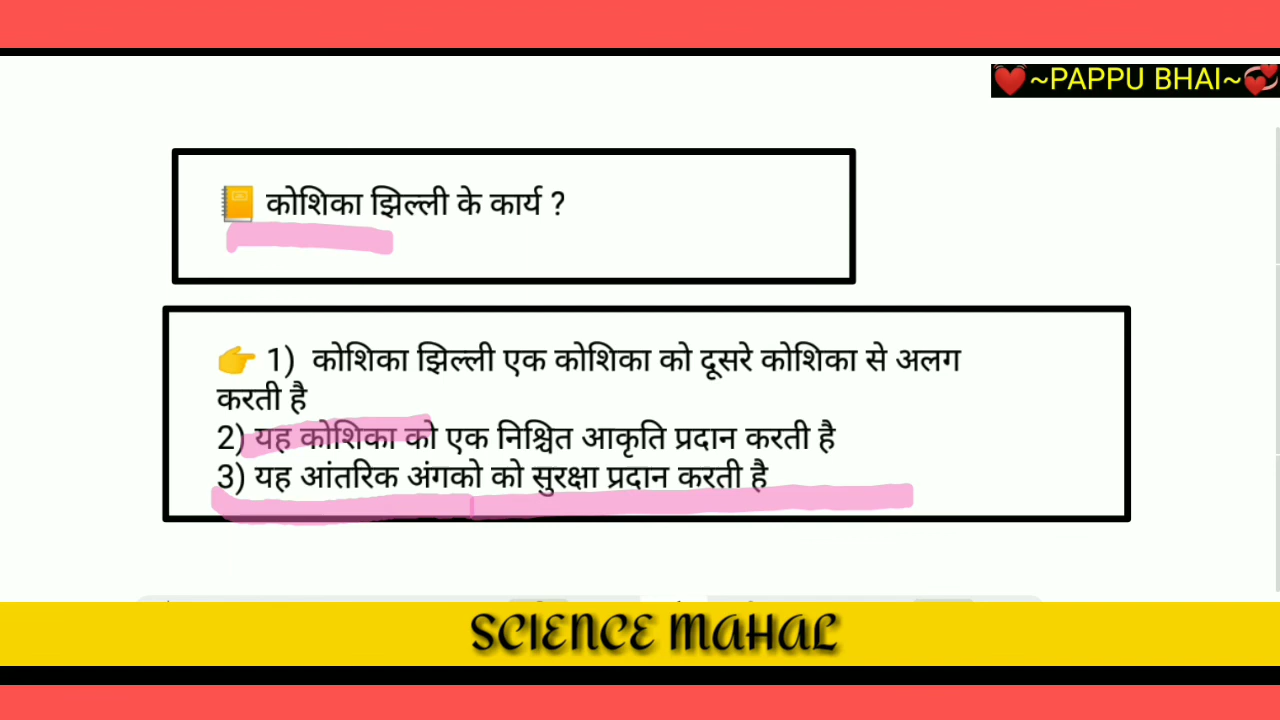 ~PAPPU BHAI~
कोशिका झिल्ली के कार्य ?
1) कोशिका झिल्ली एक कोशिका को दूसरे कोशिका से अलग
करती है
2) यह कोशिका को एक निश्चित आकृति प्रदान करती है
3) यह आंतरिक अंगको को सुरक्षा प्रदान करती है
SCIENCE MAHAL